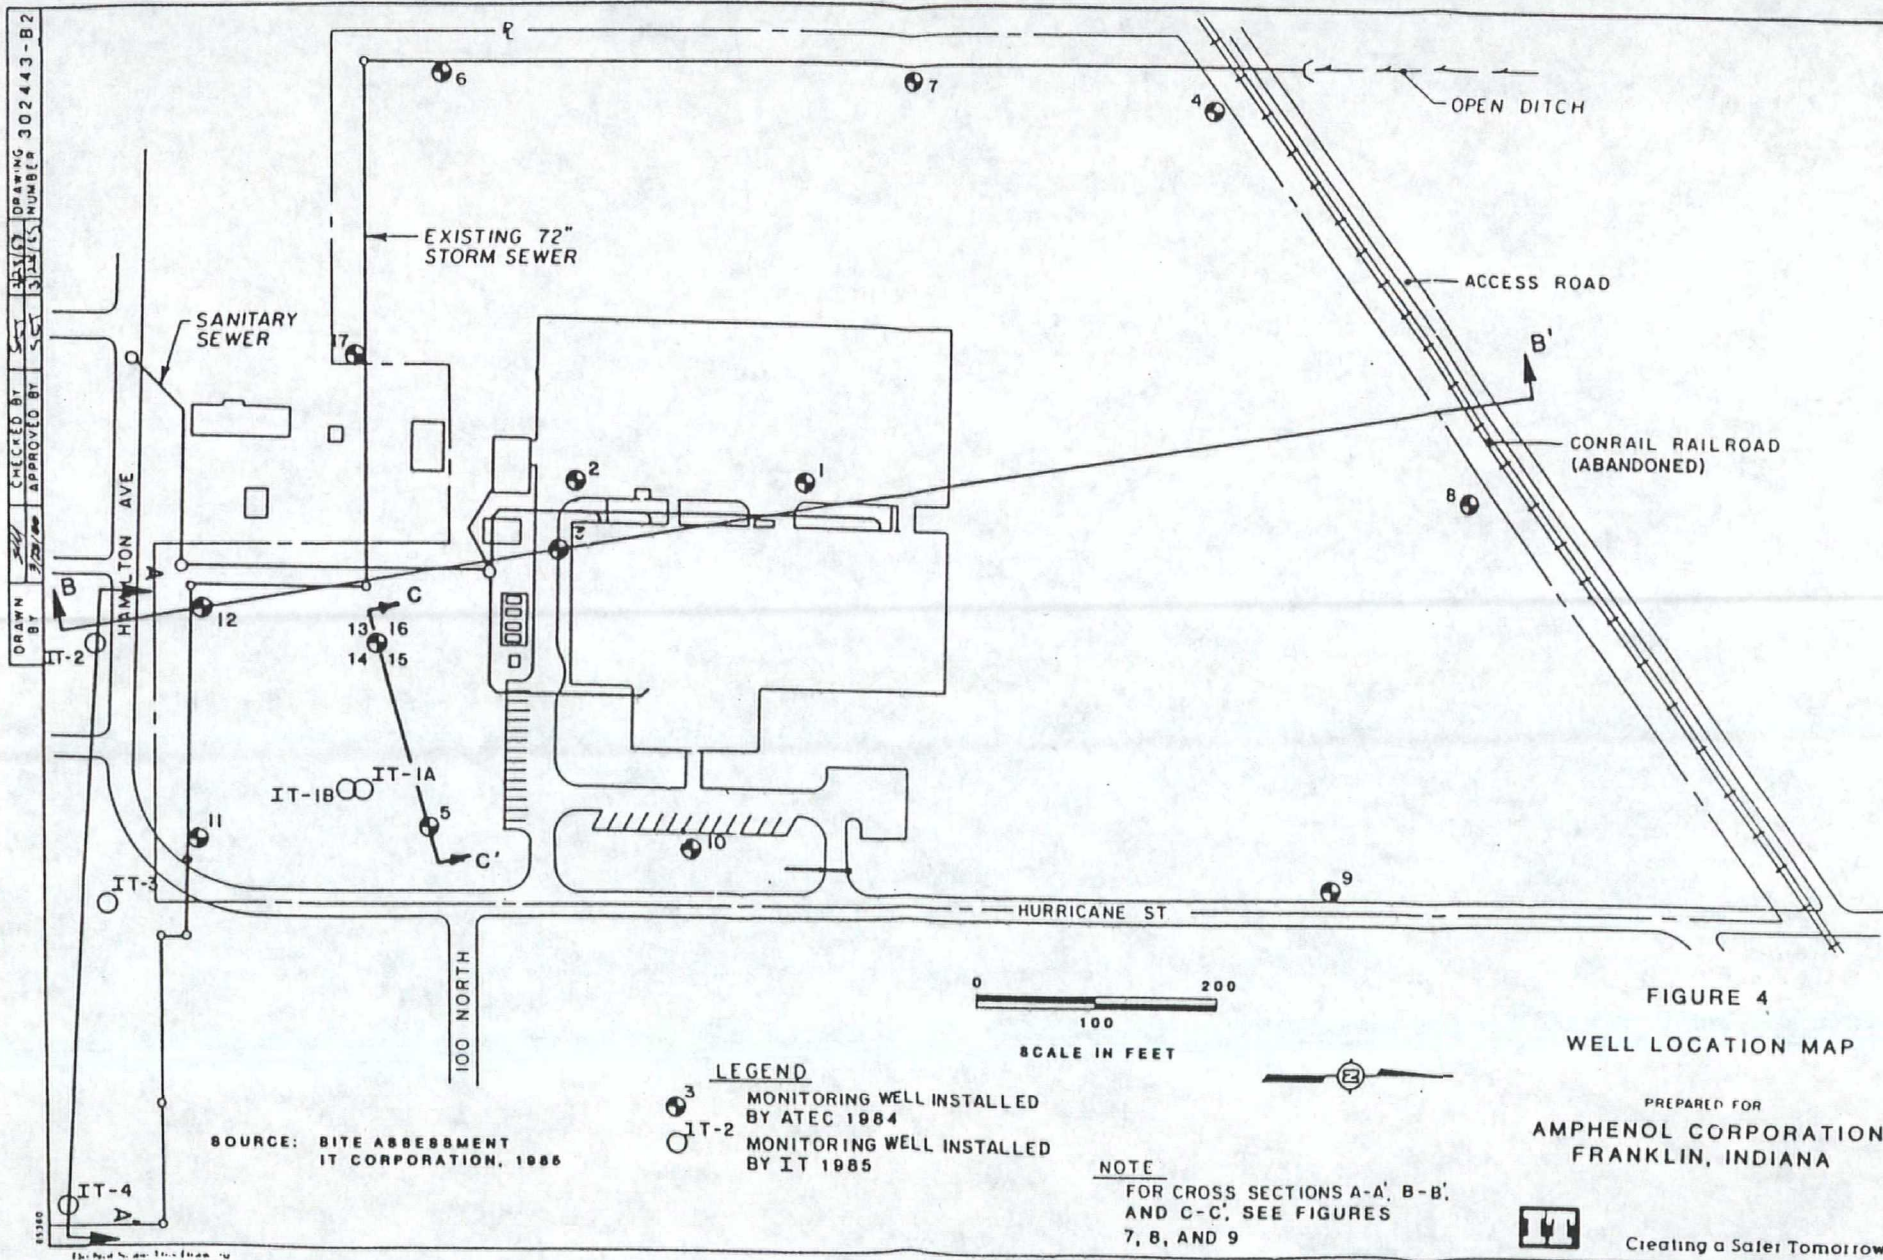 DRAWING 302443-B2
NUMBER
CHECKED BY
APPROVED BY
DRAWN
BY
6
7
4
OPEN DITCH
EXISTING 72"
STORM SEWER
ACCESS ROAD
SANITARY
SEWER
17
B'
CONRAIL RAILROAD
(ABANDONED)
2
1
8
3
HAMILTON AVE
B
A
C
12
13 16
14 15
IT-2
IT-1A
IT-1B
5
11
10
C'
IT-3
9
HURRICANE ST
100 NORTH
0 200
100
SCALE IN FEET
FIGURE 4
WELL LOCATION MAP
PREPARED FOR
AMPHENOL CORPORATION
FRANKLIN, INDIANA
LEGEND
3 MONITORING WELL INSTALLED
BY ATEC 1984
IT-2 MONITORING WELL INSTALLED
BY IT 1985
SOURCE: SITE ASSESSMENT
IT CORPORATION, 1985
NOTE
FOR CROSS SECTIONS A-A', B-B'
AND C-C', SEE FIGURES
7, 8, AND 9
IT-4
A'
IT
Creating a Safer Tomorrow